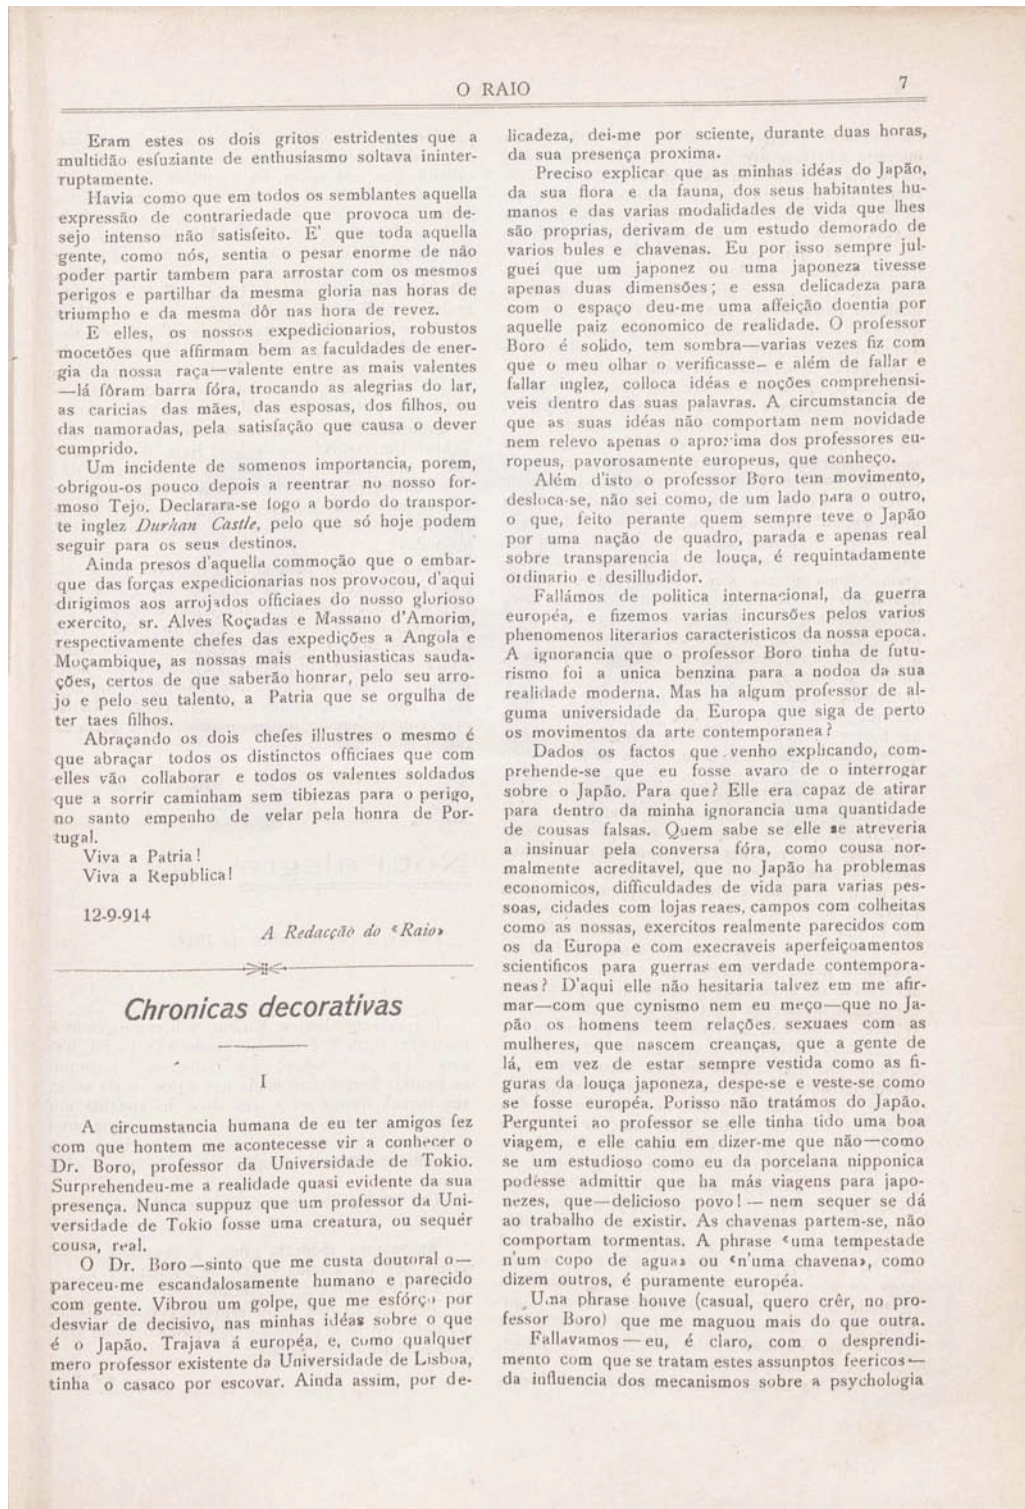 O RAIO
7
Eram estes os dois gritos estridentes que a
multidão esfuziante de enthusiasmo soltava ininter-
ruptamente.
Havia como que em todos os semblantes aquella
expressão de contrariedade que provoca um de-
sejo intenso não satisfeito. E' que toda aquella
gente, como nós, sentia o pesar enorme de não
poder partir tambem para arrostar com os mesmos
perigos e partilhar da mesma gloria nas horas de
triumpho e da mesma dôr nas hora de revez.
E elles, os nossos expedicionarios, robustos
mocetões que affirmam bem as faculdades de ener-
gia da nossa raça—valente entre as mais valentes
—lá fôram barra fóra, trocando as alegrias do lar,
as caricias das mães, das esposas, dos filhos, ou
das namoradas, pela satisfação que causa o dever
cumprido.
Um incidente de somenos importancia, porem,
obrigou-os pouco depois a reentrar no nosso for-
moso Tejo. Declarara-se fogo a bordo do transpor-
te inglez Durhan Castle, pelo que só hoje podem
seguir para os seus destinos.
Ainda presos d'aquella commoção que o embar-
que das forças expedicionarias nos provocou, d'aqui
dirigimos aos arrojados officiaes do nosso glorioso
exercito, sr. Alves Roçadas e Massano d'Amorim,
respectivamente chefes das expedições a Angola e
Moçambique, as nossas mais enthusiasticas sauda-
ções, certos de que saberão honrar, pelo seu arro-
jo e pelo seu talento, a Patria que se orgulha de
ter taes filhos.
Abraçando os dois chefes illustres o mesmo é
que abraçar todos os distinctos officiaes que com
elles vão collaborar e todos os valentes soldados
que a sorrir caminham sem tibiezas para o perigo,
no santo empenho de velar pela honra de Por-
tugal.
Viva a Patria!
Viva a Republica!
12-9-914
A Redacção do «Raio»
Chronicas decorativas
I
A circumstancia humana de eu ter amigos fez
com que hontem me acontecesse vir a conhecer o
Dr. Boro, professor da Universidade de Tokio.
Surprehendeu-me a realidade quasi evidente da sua
presença. Nunca suppuz que um professor da Uni-
versidade de Tokio fosse uma creatura, ou sequér
cousa, real.
O Dr. Boro—sinto que me custa doutoral o—
pareceu-me escandalosamente humano e parecido
com gente. Vibrou um golpe, que me esfórço por
desviar de decisivo, nas minhas idéas sobre o que
é o Japão. Trajava á européa, e, como qualquer
mero professor existente da Universidade de Lisboa,
tinha o casaco por escovar. Ainda assim, por de-
licadeza, dei-me por sciente, durante duas horas,
da sua presença proxima.
Preciso explicar que as minhas idéas do Japão,
da sua flora e da fauna, dos seus habitantes hu-
manos e das varias modalidades de vida que lhes
são proprias, derivam de um estudo demorado de
varios bules e chavenas. Eu por isso sempre jul-
guei que um japonez ou uma japoneza tivesse
apenas duas dimensões; e essa delicadeza para
com o espaço deu-me uma affeição doentia por
aquelle paiz economico de realidade. O professor
Boro é solido, tem sombra—varias vezes fiz com
que o meu olhar o verificasse—e além de fallar e
fallar inglez, colloca idéas e noções comprehensi-
veis dentro das suas palavras. A circumstancia de
que as suas idéas não comportam nem novidade
nem relevo apenas o aproxima dos professores eu-
ropeus, pavorosamente europeus, que conheço.
Além d'isto o professor Boro tem movimento,
desloca-se, não sei como, de um lado para o outro,
o que, feito perante quem sempre teve o Japão
por uma nação de quadro, parada e apenas real
sobre transparencia de louça, é requintadamente
ordinario e desilludidor.
Fallámos de politica internacional, da guerra
européa, e fizemos varias incursões pelos varios
phenomenos literarios caracteristicos da nossa epoca.
A ignorancia que o professor Boro tinha de futu-
rismo foi a unica benzina para a nodoa da sua
realidade moderna. Mas ha algum professor de al-
guma universidade da Europa que siga de perto
os movimentos da arte contemporanea?
Dados os factos que venho explicando, com-
prehende-se que eu fosse avaro de o interrogar
sobre o Japão. Para que? Elle era capaz de atirar
para dentro da minha ignorancia uma quantidade
de cousas falsas. Quem sabe se elle se atreveria
a insinuar pela conversa fóra, como cousa nor-
malmente acreditavel, que no Japão ha problemas
economicos, difficuldades de vida para varias pes-
soas, cidades com lojas reaes, campos com colheitas
como as nossas, exercitos realmente parecidos com
os da Europa e com execraveis aperfeiçoamentos
scientificos para guerras em verdade contempora-
neas? D'aqui elle não hesitaria talvez em me afir-
mar—com que cynismo nem eu meço—que no Ja-
pão os homens teem relações sexuaes com as
mulheres, que nascem creanças, que a gente de
lá, em vez de estar sempre vestida como as fi-
guras da louça japoneza, despe-se e veste-se como
se fosse européa. Porisso não tratámos do Japão.
Perguntei ao professor se elle tinha tido uma boa
viagem, e elle cahiu em dizer-me que não—como
se um estudioso como eu da porcelana nipponica
podésse admittir que ha más viagens para japo-
nezes, que—delicioso povo!—nem sequer se dá
ao trabalho de existir. As chavenas partem-se, não
comportam tormentas. A phrase «uma tempestade
n'um copo de agua» ou «n'uma chavena», como
dizem outros, é puramente européa.
Uma phrase houve (casual, quero crêr, no pro-
fessor Boro) que me maguou mais do que outra.
Fallavamos—eu, é claro, com o desprendi-
mento com que se tratam estes assumptos feericos—
da influencia dos mecanismos sobre a psychologia